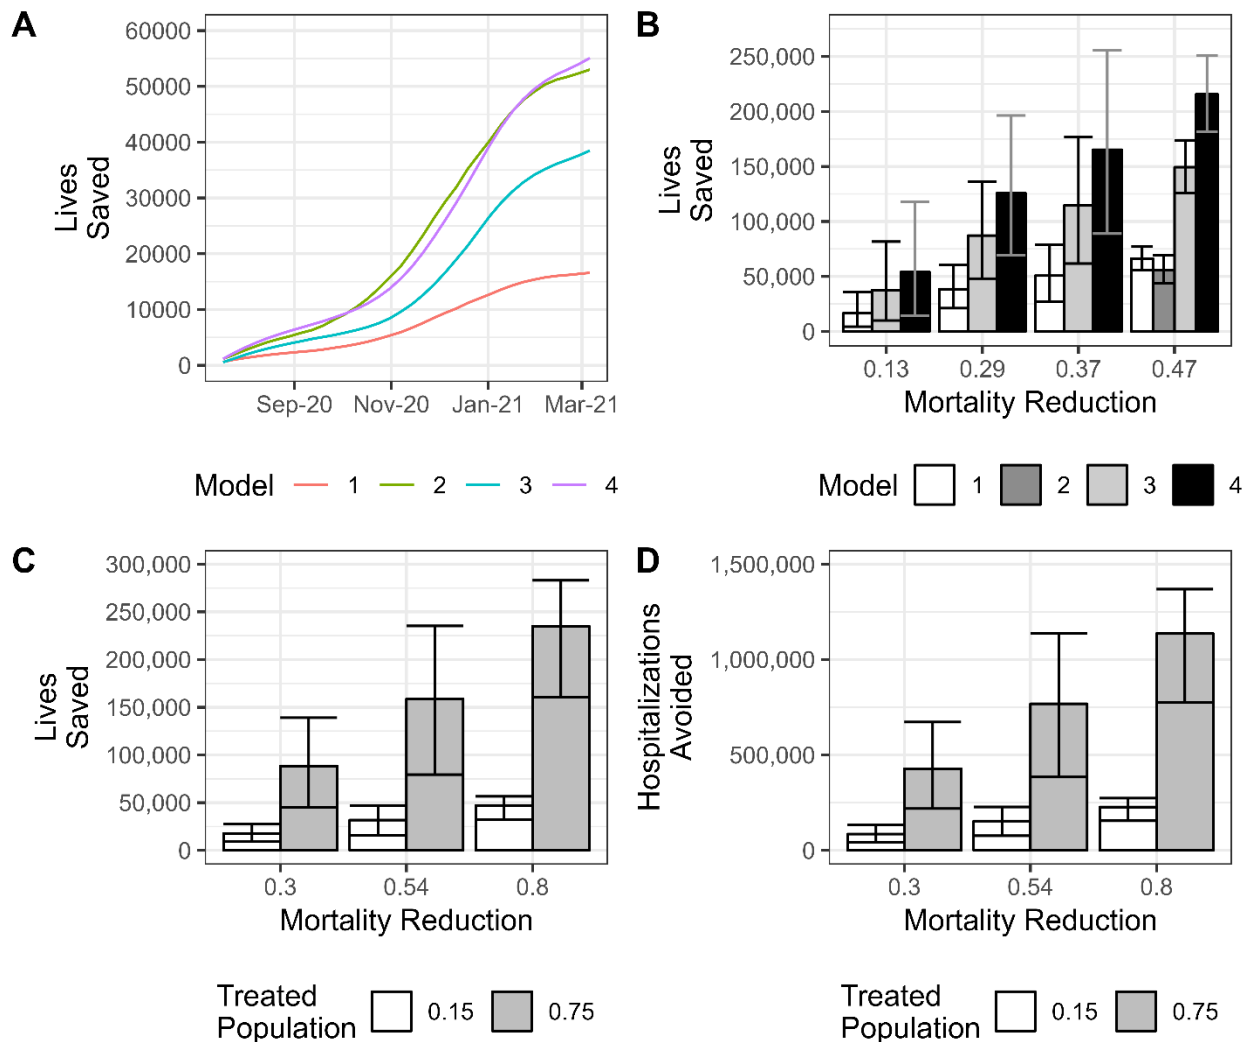 A
Lives
Saved
60000
50000
40000
30000
20000
10000
0
Sep-20 Nov-20 Jan-21 Mar-21
Model 1 2 3 4
B
Lives
Saved
250,000
200,000
150,000
100,000
50,000
0
0.13 0.29 0.37 0.47
Mortality Reduction
Model 1 2 3 4
C
Lives
Saved
300,000
250,000
200,000
150,000
100,000
50,000
0
0.3 0.54 0.8
Mortality Reduction
Treated
Population 0.15 0.75
D
Hospitalizations
Avoided
1,500,000
1,000,000
500,000
0
0.3 0.54 0.8
Mortality Reduction
Treated
Population 0.15 0.75